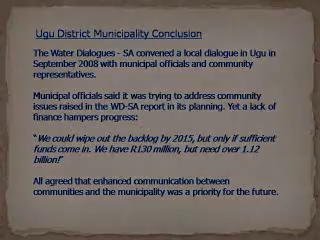 Ugu District Municipality Conclusion
The Water Dialogues - SA convened a local dialogue in Ugu in
September 2008 with municipal officials and community
representatives.
Municipal officials said it was trying to address community
issues raised in the WD-SA report in its planning. Yet a lack of
finance hampers progress:
"We could wipe out the backlog by 2015, but only if sufficient
funds come in. We have R130 million, but need over 1.12
billion!"
All agreed that enhanced communication between
communities and the municipality was a priority for the future.